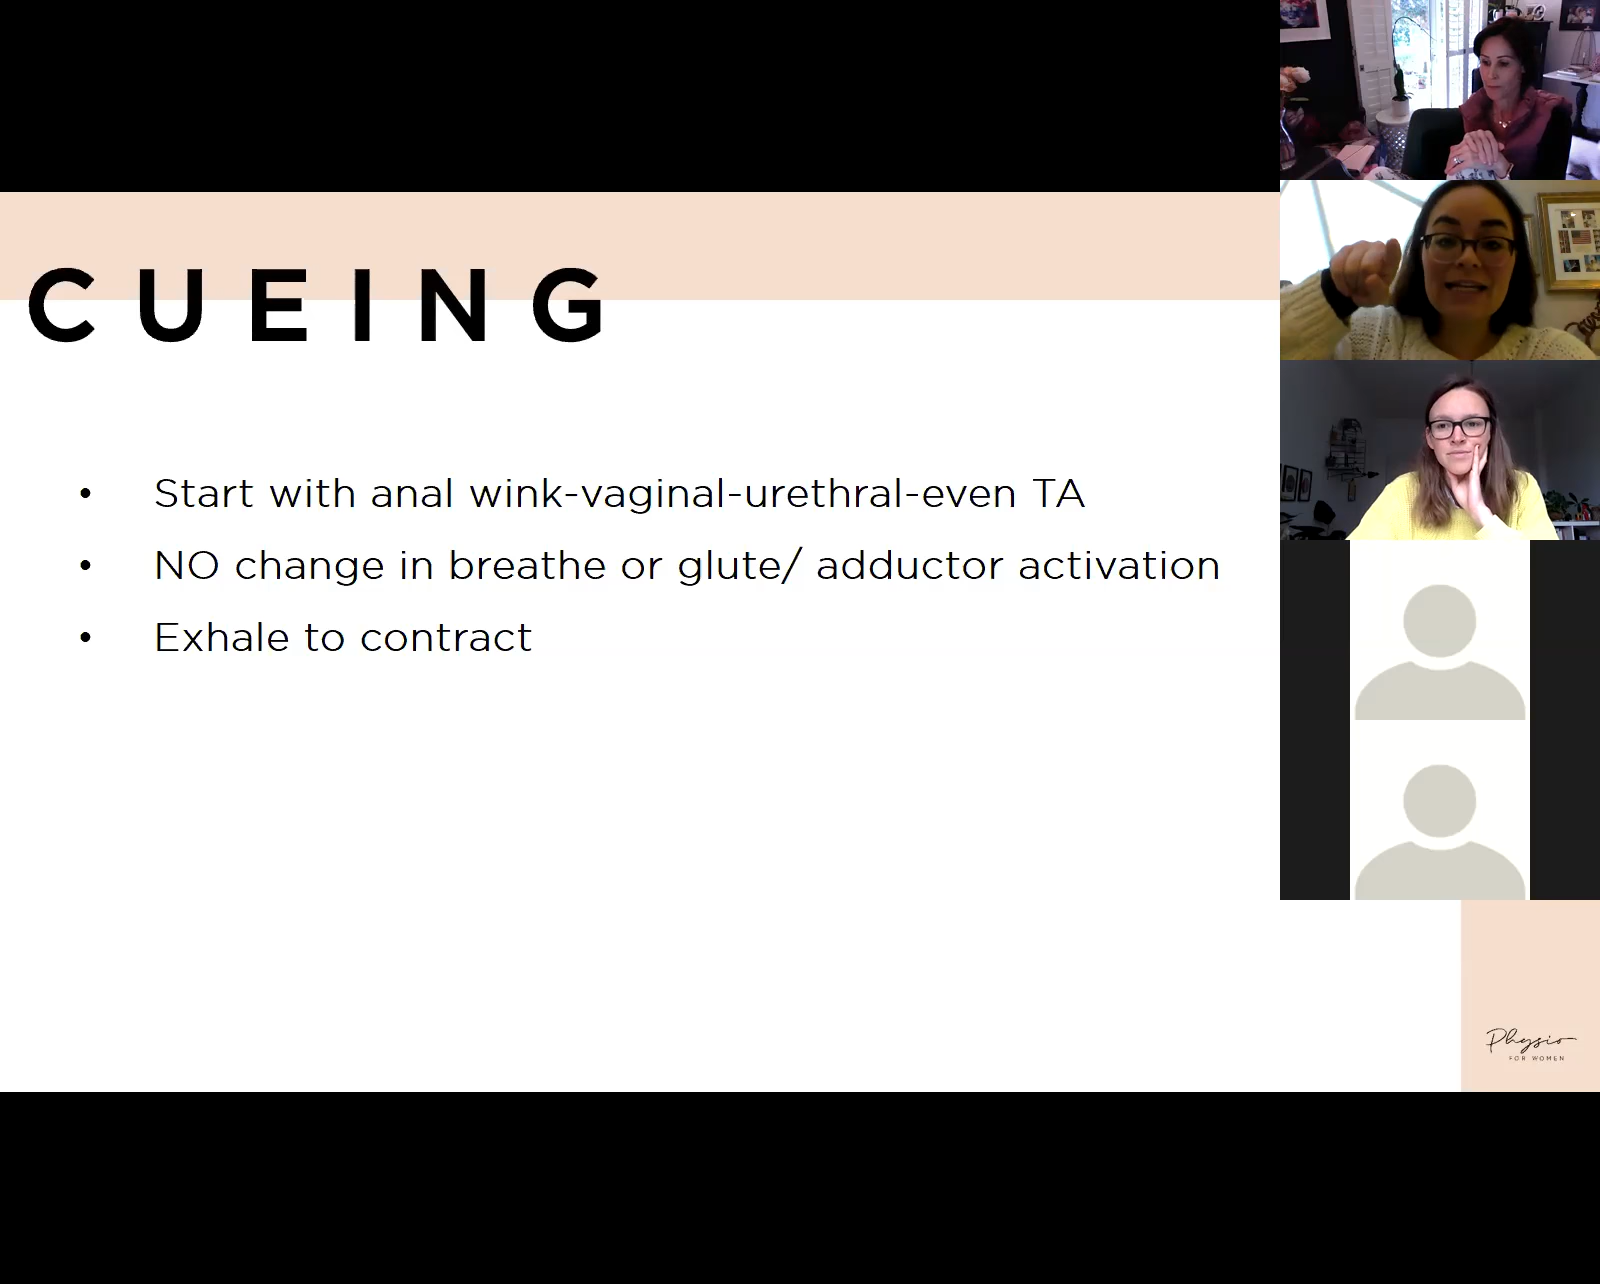 CUEING
• Start with anal wink-vaginal-urethral-even TA
• NO change in breathe or glute/ adductor activation
• Exhale to contract
Physio
FOR WOMEN